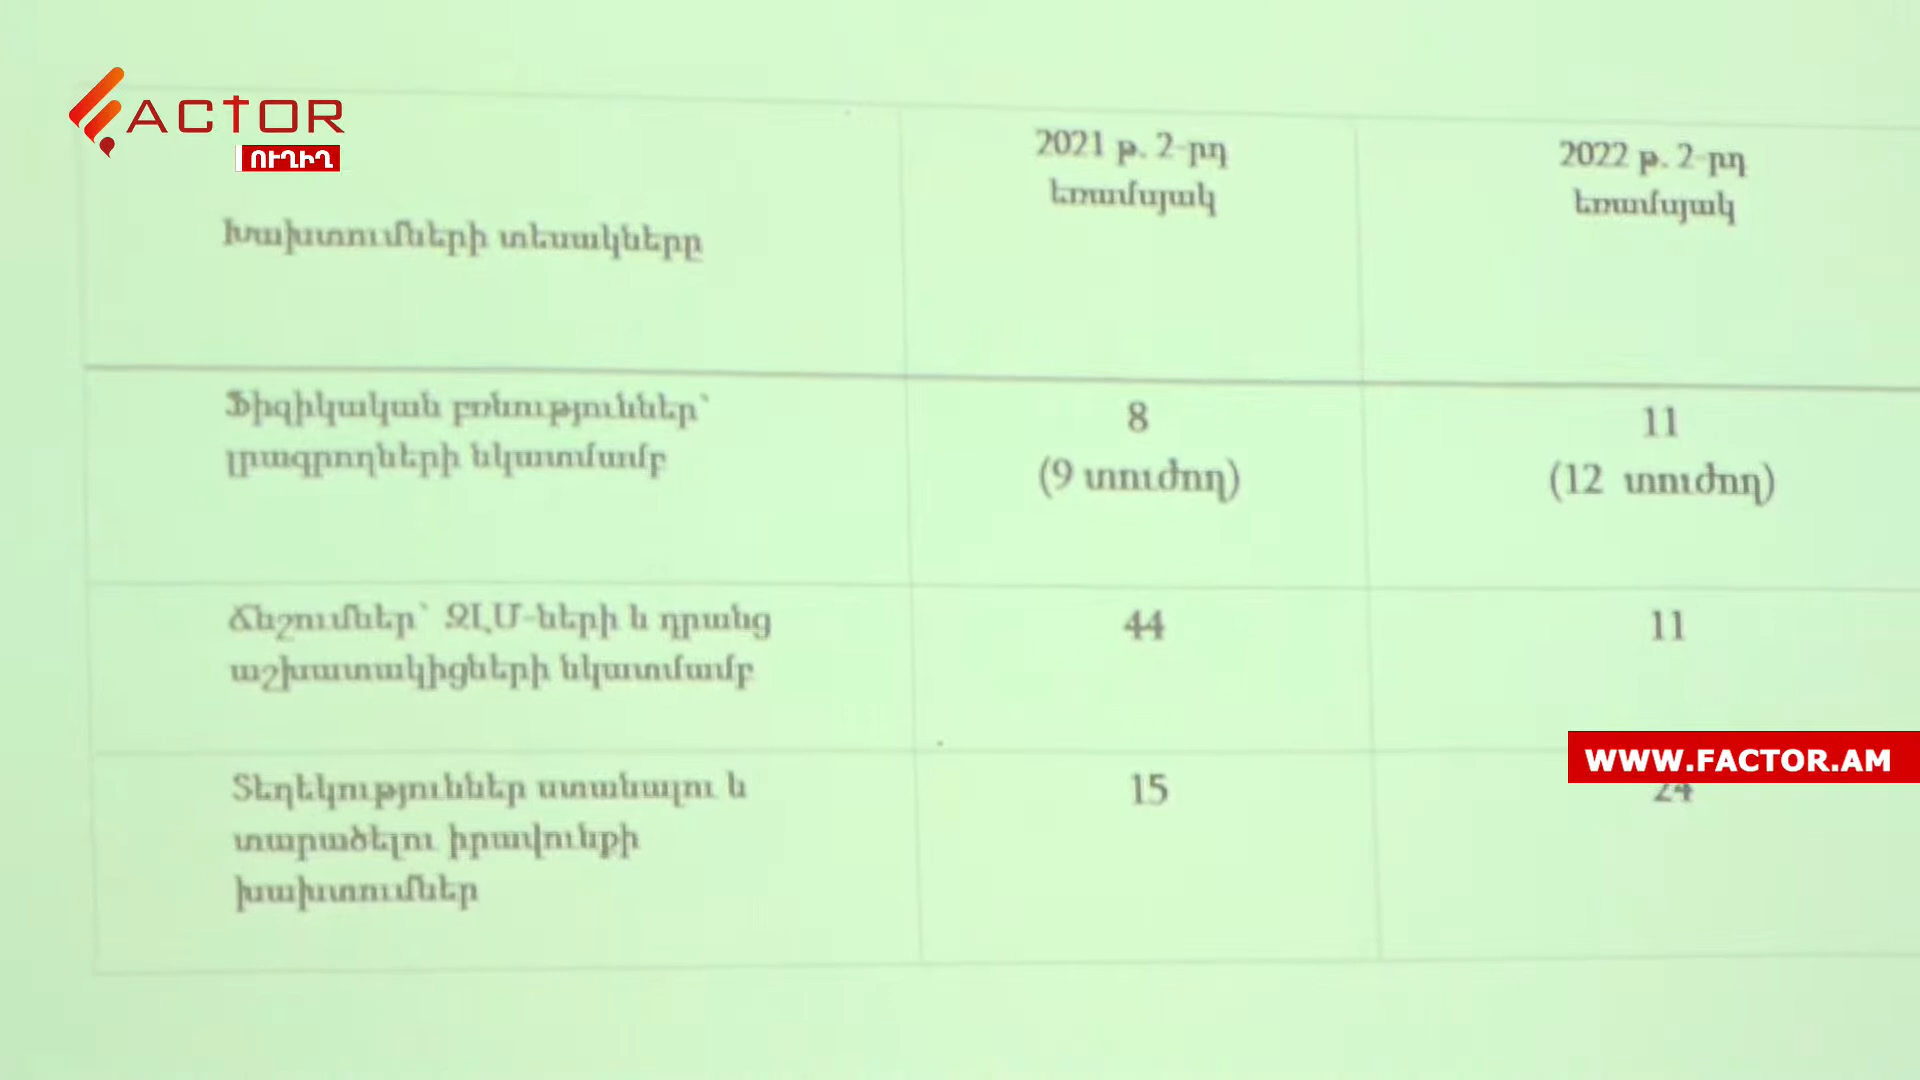 FACTOR
ՈՒՂԻՂ
Խախտումների տեսակները
2021 թ. 2-րդ
եռամսյակ
2022 թ. 2-րդ
եռամսյակ
Ֆիզիկական բռնություններ՝
լրագրողների նկատմամբ
8
(9 տուժող)
11
(12 տուժող)
Ճնշումներ՝ ԶԼՄ-ների և դրանց
աշխատակիցների նկատմամբ
44
11
Տեղեկություններ ստանալու և
տարածելու իրավունքի
խախտումներ
15
24
WWW.FACTOR.AM